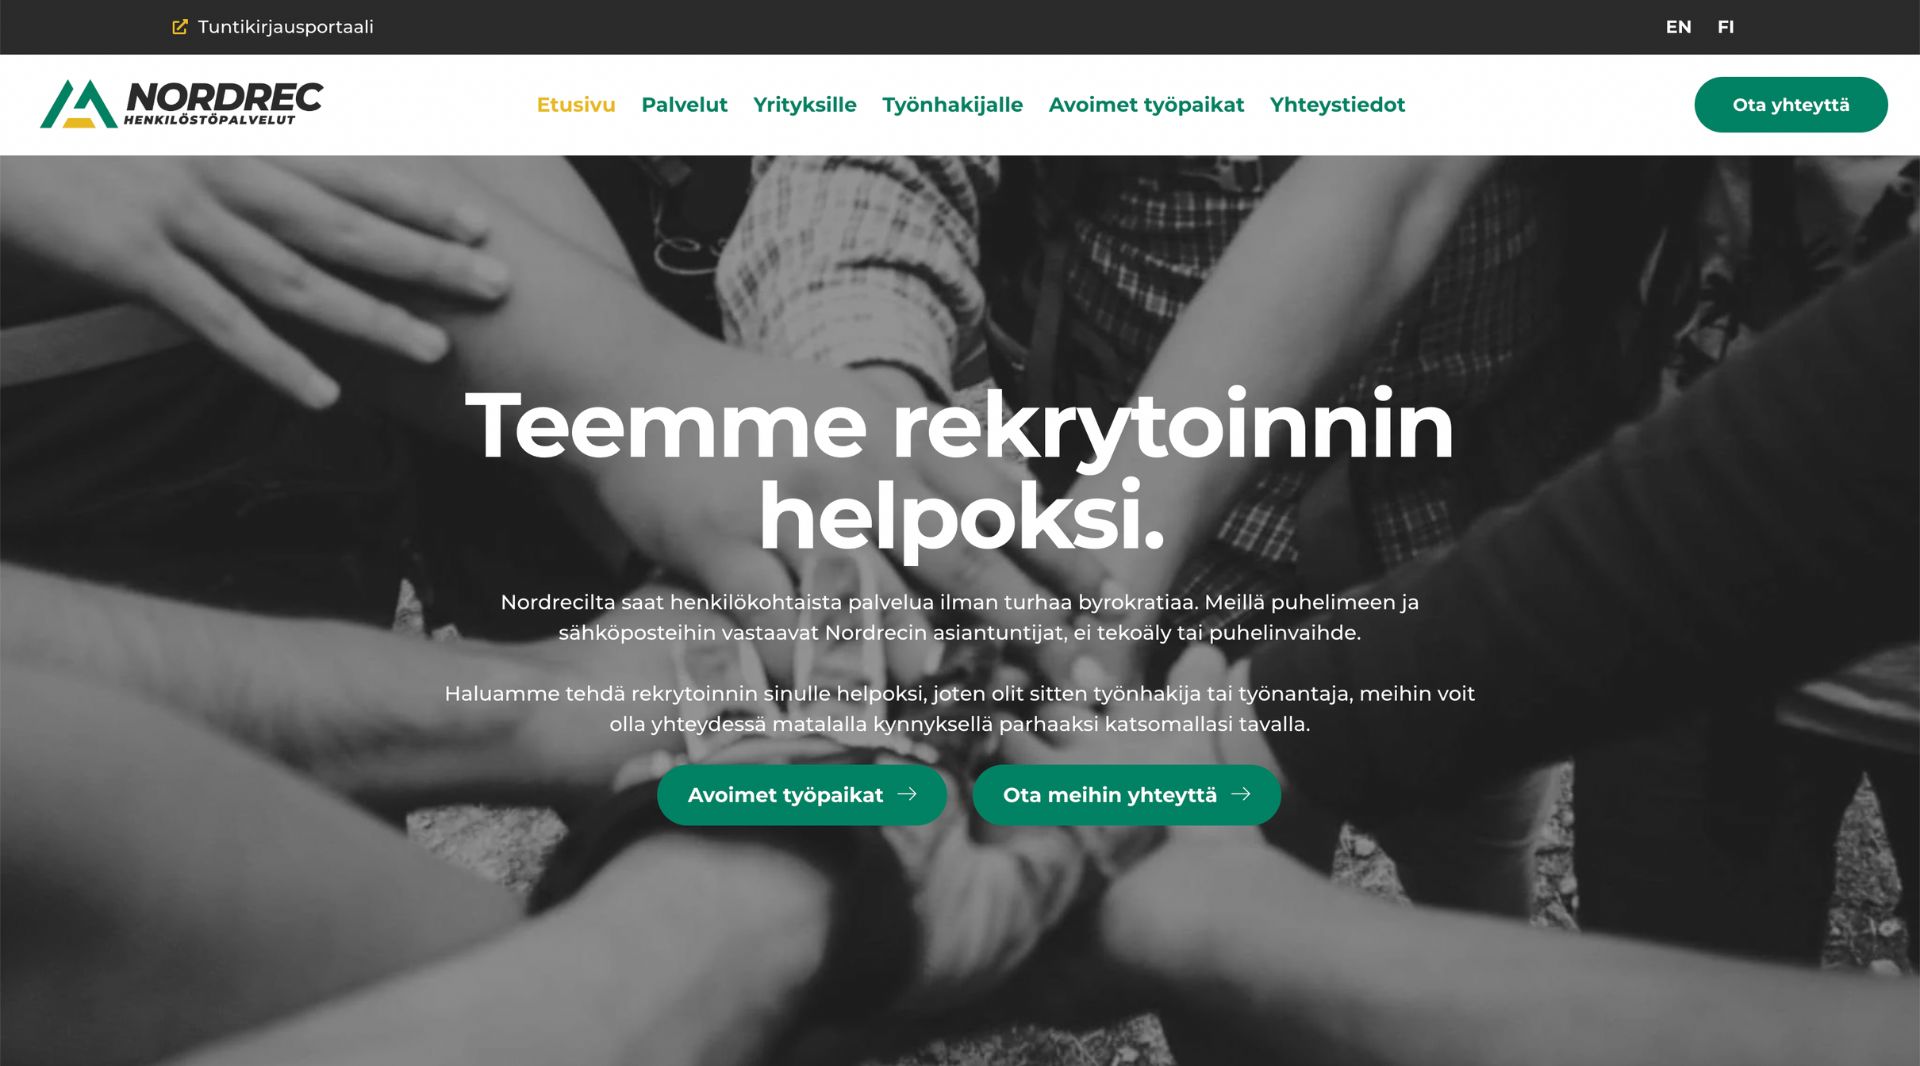 Tuntikirjausportaali
EN FI
NORDREC
HENKILÖSTÖPALVELUT
Etusivu Palvelut Yrityksille Työnhakijalle Avoimet työpaikat Yhteystiedot
Ota yhteyttä
Teemme rekrytoinnin
helpoksi.
Nordrecilta saat henkilökohtaista palvelua ilman turhaa byrokratiaa. Meillä puhelimeen ja
sähköposteihin vastaavat Nordrecin asiantuntijat, ei tekoäly tai puhelinvaihde.
Haluamme tehdä rekrytoinnin sinulle helpoksi, joten olit sitten työnhakija tai työnantaja, meihin voit
olla yhteydessä matalalla kynnyksellä parhaaksi katsomallasi tavalla.
Avoimet työpaikat
Ota meihin yhteyttä